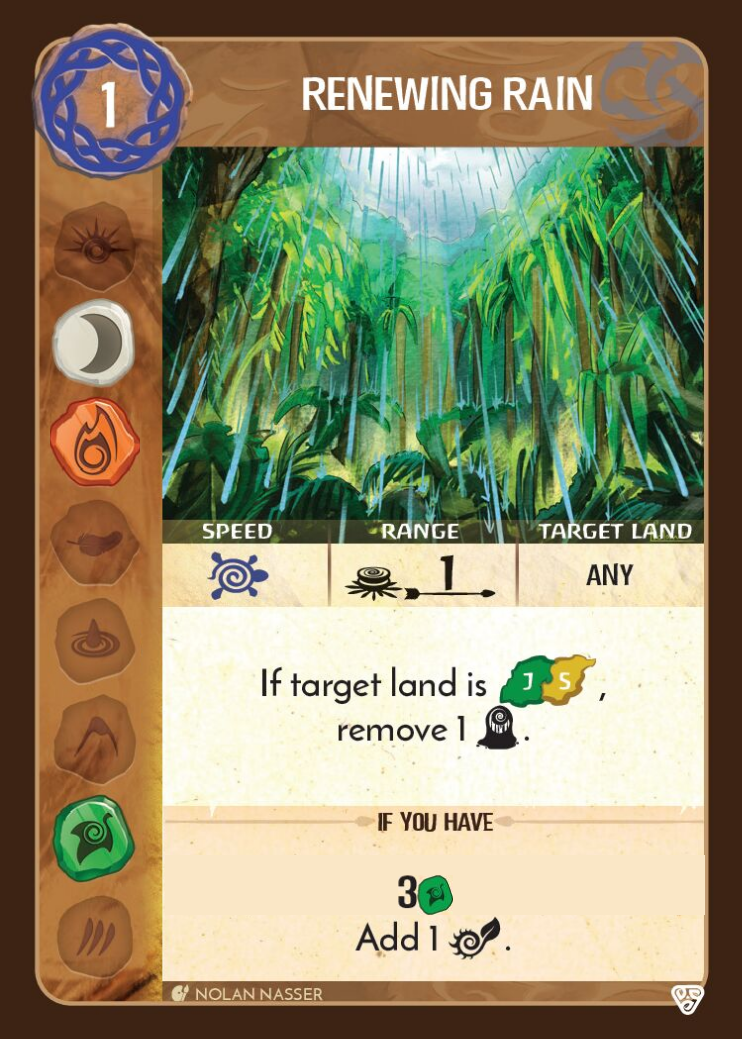 1
RENEWING RAIN
SPEED RANGE TARGET LAND
1 ANY
If target land is J S ,
remove 1 .
IF YOU HAVE
3
Add 1 .
NOLAN NASSER